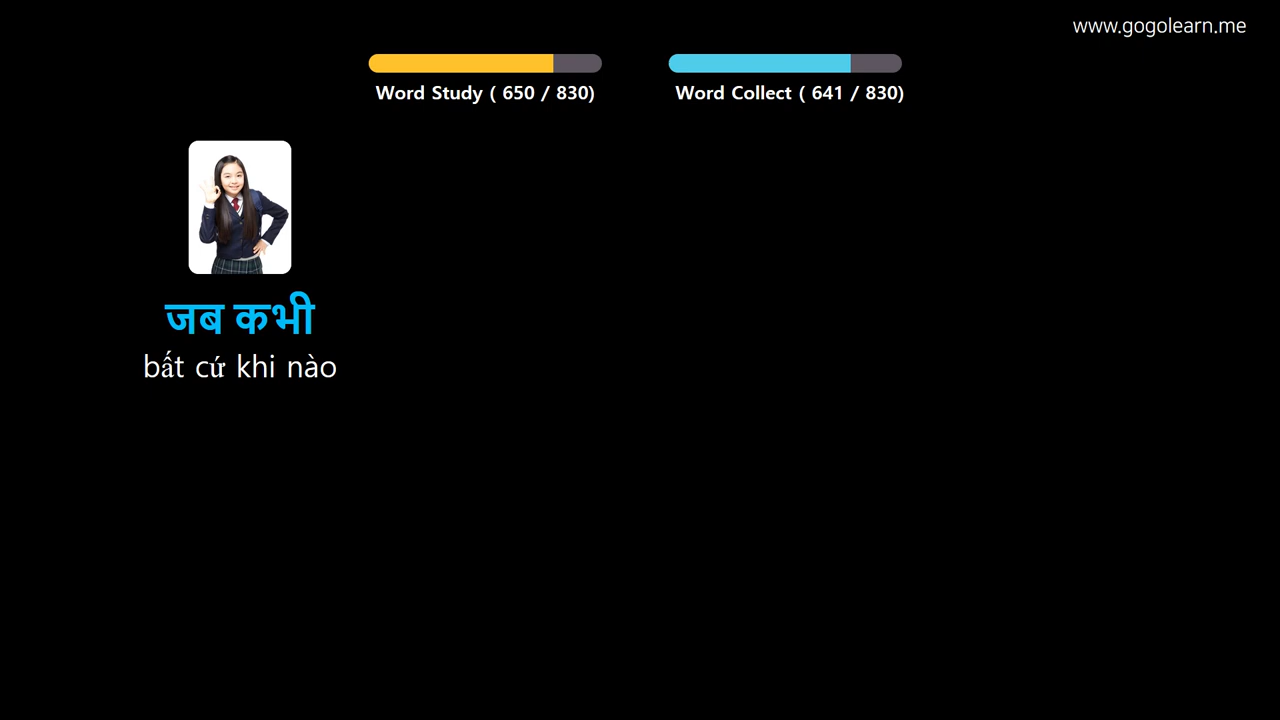 www.gogolearn.me
Word Study ( 650 / 830)
Word Collect ( 641 / 830)
जब कभी
bất cứ khi nào